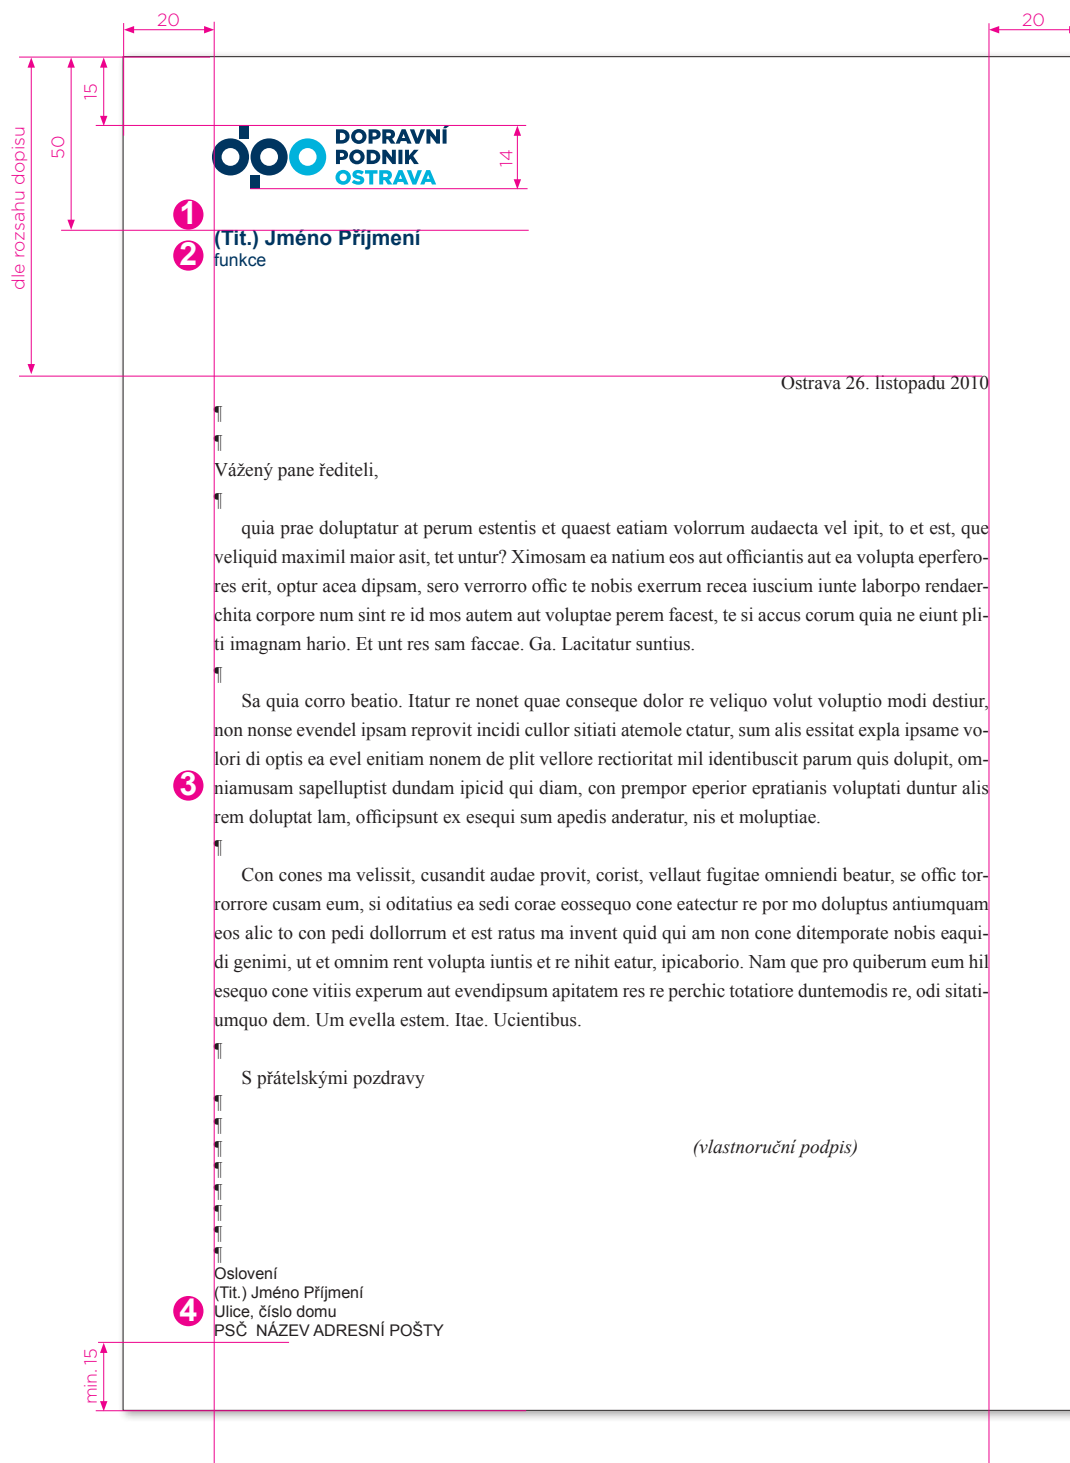 20
20
15
50
dle rozsahu dopisu
14
dpo
DOPRAVNÍ
PODNIK
OSTRAVA
1
(Tit.) Jméno Příjmení
2
funkce
Ostrava 26. listopadu 2010
¶
¶
Vážený pane řediteli,
¶
quia prae doluptatur at perum estentis et quaest eatiam volorrum audaecta vel ipit, to et est, que
veliquid maximil maior asit, tet untur? Ximosam ea natium eos aut officiantis aut ea volupta eperfero-
res erit, optur acea dipsam, sero verrorro offic te nobis exerrum recea iuscium iunte laborpo rendaer-
chita corpore num sint re id mos autem aut voluptae perem facest, te si accus corum quia ne eiunt pli-
ti imagnam hario. Et unt res sam faccae. Ga. Lacitatur suntius.
¶
Sa quia corro beatio. Itatur re nonet quae conseque dolor re veliquo volut voluptio modi destiur,
non nonse evendel ipsam reprovit incidi cullor sitiati atemole ctatur, sum alis essitat expla ipsame vo-
lori di optis ea evel enitiam nonem de plit vellore rectioritat mil identibuscit parum quis dolupit, om-
3
niamusam sapelluptist dundam ipicid qui diam, con prempor eperior epratianis voluptati duntur alis
rem doluptat lam, officipsunt ex esequi sum apedis anderatur, nis et moluptiae.
¶
Con cones ma velissit, cusandit audae provit, corist, vellaut fugitae omniendi beatur, se offic tor-
rorrore cusam eum, si oditatius ea sedi corae eossequo cone eatectur re por mo doluptus antiumquam
eos alic to con pedi dollorrum et est ratus ma invent quid qui am non cone ditemporate nobis eaqui-
di genimi, ut et omnim rent volupta iuntis et re nihit eatur, ipicaborio. Nam que pro quiberum eum hil
esequo cone vitiis experum aut evendipsum apitatem res re perchic totatiore duntemodis re, odi sitati-
umquo dem. Um evella estem. Itae. Ucientibus.
¶
S přátelskými pozdravy
¶
¶
¶
(vlastnoruční podpis)
¶
¶
¶
¶
¶
Oslovení
(Tit.) Jméno Příjmení
4
Ulice, číslo domu
PSČ  NÁZEV ADRESNÍ POŠTY
min. 15